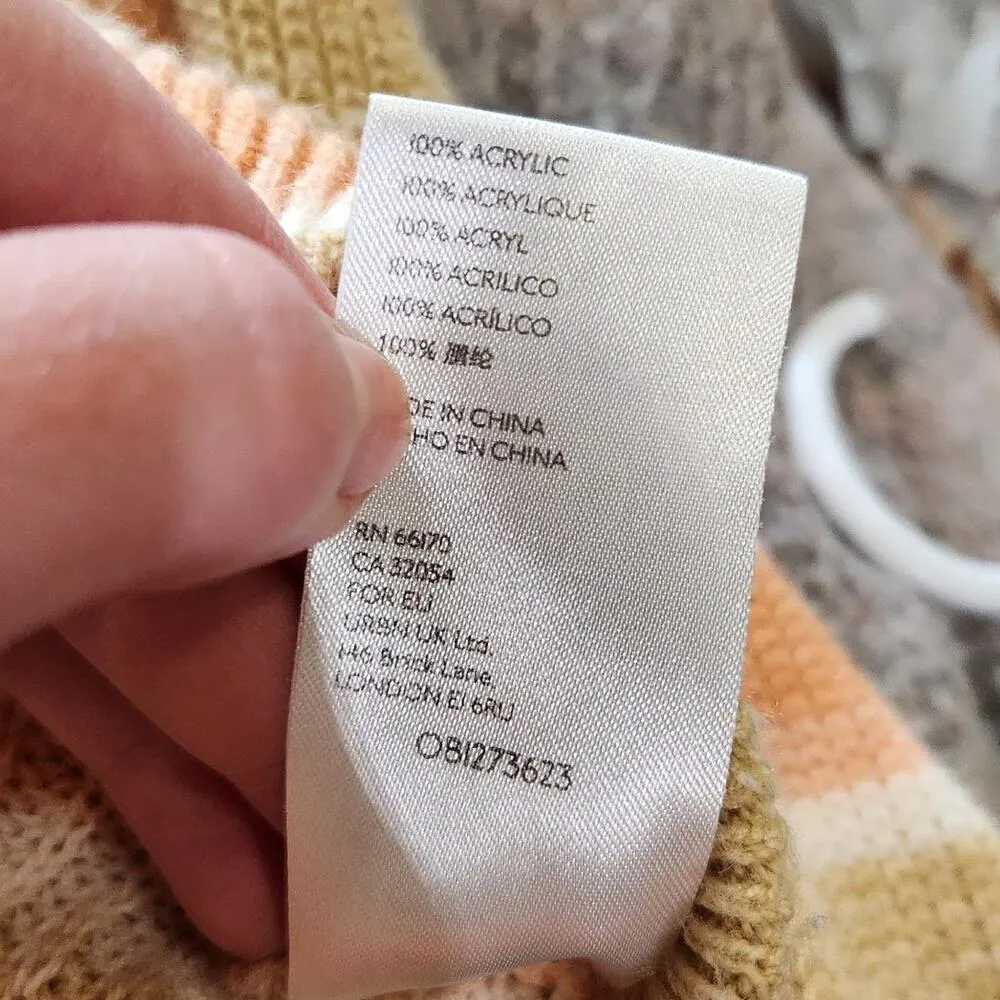 100% ACRYLIC
100% ACRYLIQUE
100% ACRYL
100% ACRILICO
100% ACRÍLICO
100% 腈纶
DE IN CHINA
HO EN CHINA
RN 66170
CA 32054
FOR EU
URBN UK Ltd.
Brick Lane,
LONDON E1 6RU
081273623